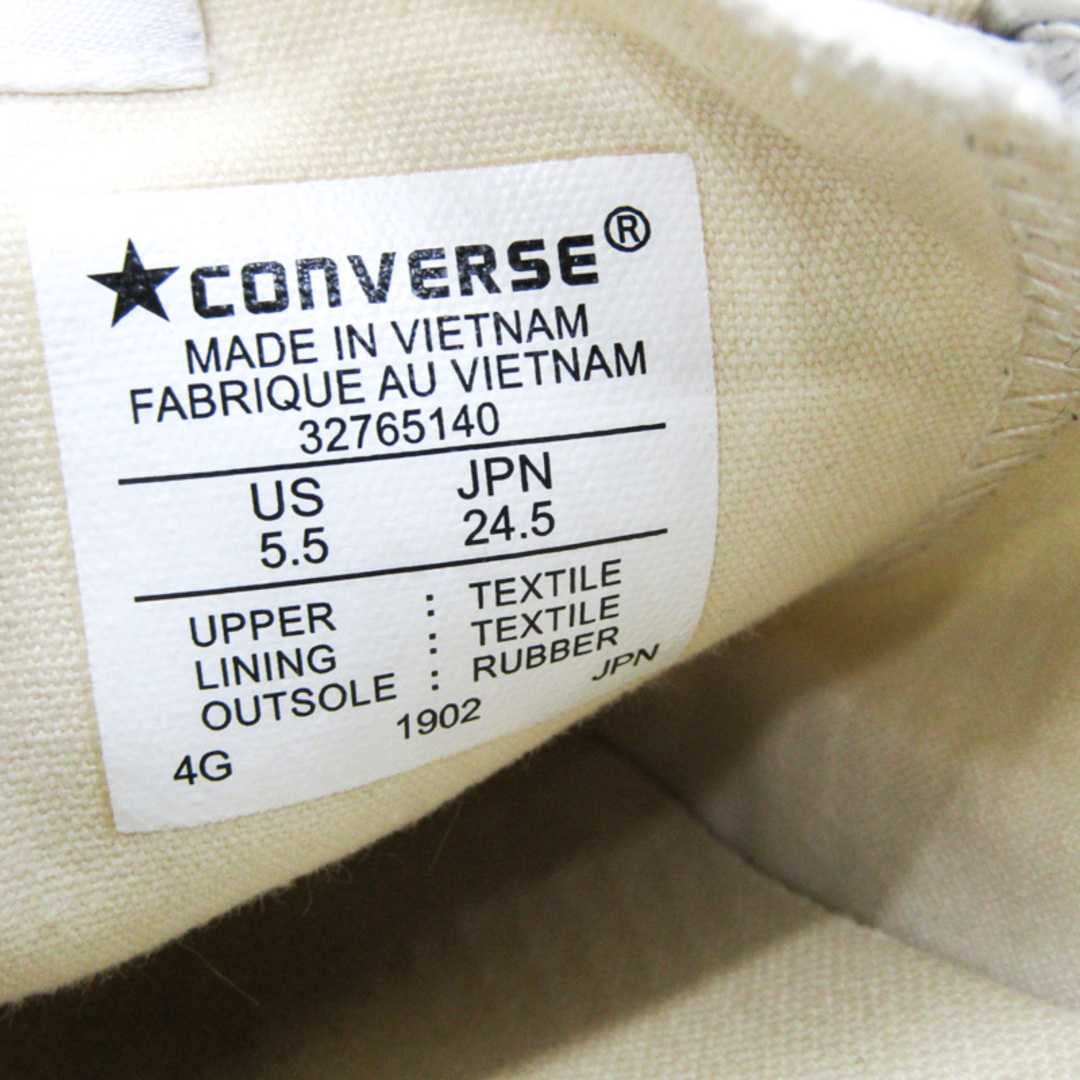 ★CONVERSE®
MADE IN VIETNAM
FABRIQUE AU VIETNAM
32765140
US JPN
5.5 24.5
UPPER : TEXTILE
LINING : TEXTILE
OUTSOLE : RUBBER
4G 1902 JPN